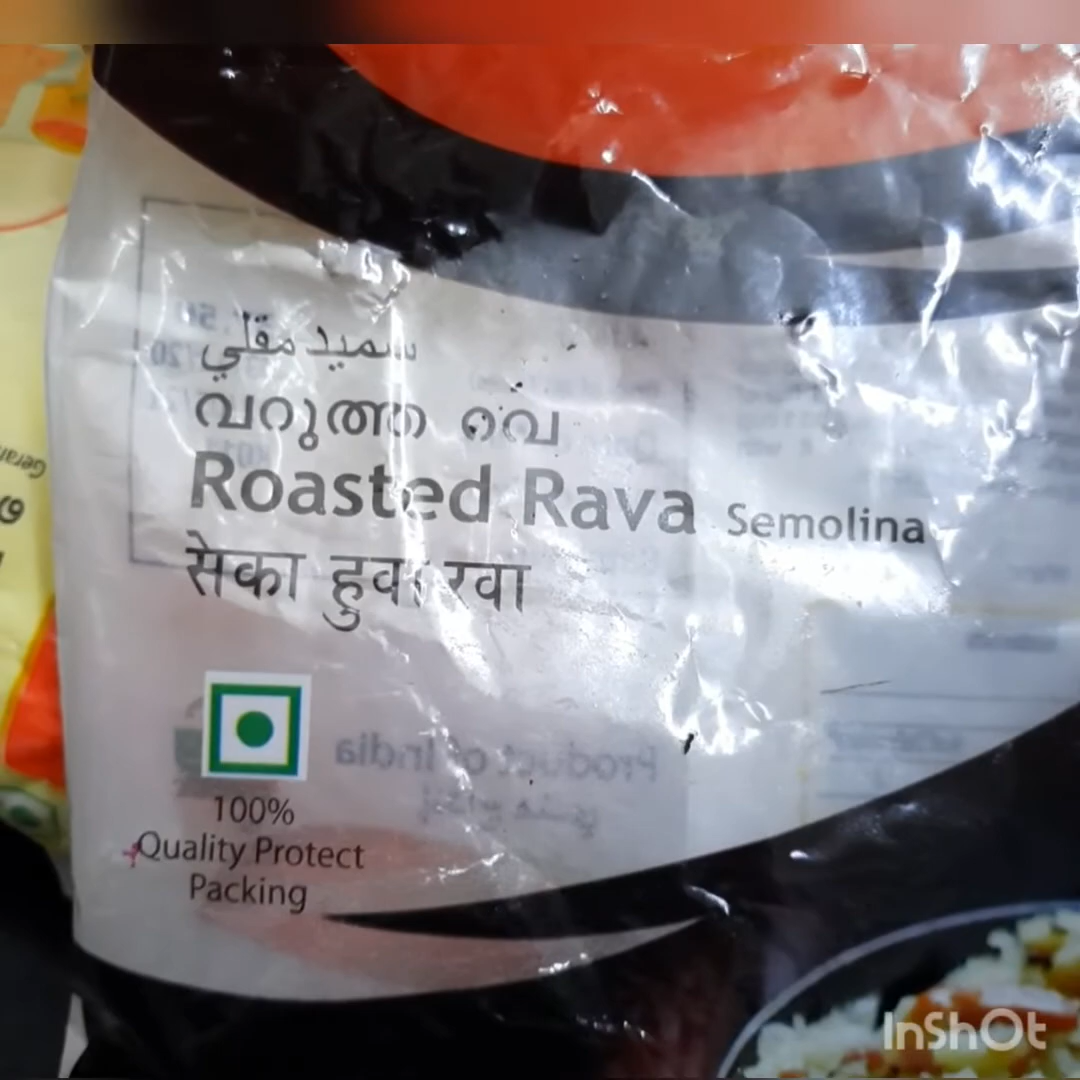 سميد مقلي
വറുത്ത റവ
Roasted Rava Semolina
सेका हुवा रवा
Product of India
100%
Quality Protect
Packing
InShOt